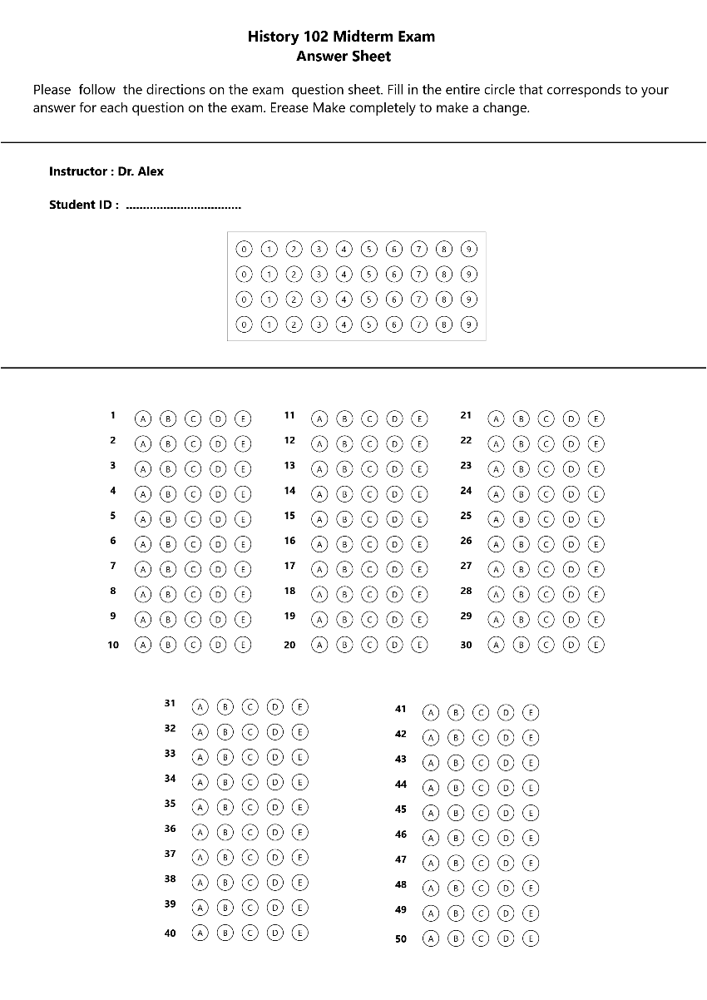 History 102 Midterm Exam
Answer Sheet
Please follow the directions on the exam question sheet. Fill in the entire circle that corresponds to your
answer for each question on the exam. Erease Make completely to make a change.
Instructor : Dr. Alex
Student ID : ..................................
0 1 2 3 4 5 6 7 8 9
0 1 2 3 4 5 6 7 8 9
0 1 2 3 4 5 6 7 8 9
0 1 2 3 4 5 6 7 8 9
1 A B C D E 11 A B C D E 21 A B C D E
2 A B C D E 12 A B C D E 22 A B C D E
3 A B C D E 13 A B C D E 23 A B C D E
4 A B C D E 14 A B C D E 24 A B C D E
5 A B C D E 15 A B C D E 25 A B C D E
6 A B C D E 16 A B C D E 26 A B C D E
7 A B C D E 17 A B C D E 27 A B C D E
8 A B C D E 18 A B C D E 28 A B C D E
9 A B C D E 19 A B C D E 29 A B C D E
10 A B C D E 20 A B C D E 30 A B C D E
31 A B C D E 41 A B C D E
32 A B C D E 42 A B C D E
33 A B C D E 43 A B C D E
34 A B C D E 44 A B C D E
35 A B C D E 45 A B C D E
36 A B C D E 46 A B C D E
37 A B C D E 47 A B C D E
38 A B C D E 48 A B C D E
39 A B C D E 49 A B C D E
40 A B C D E 50 A B C D E